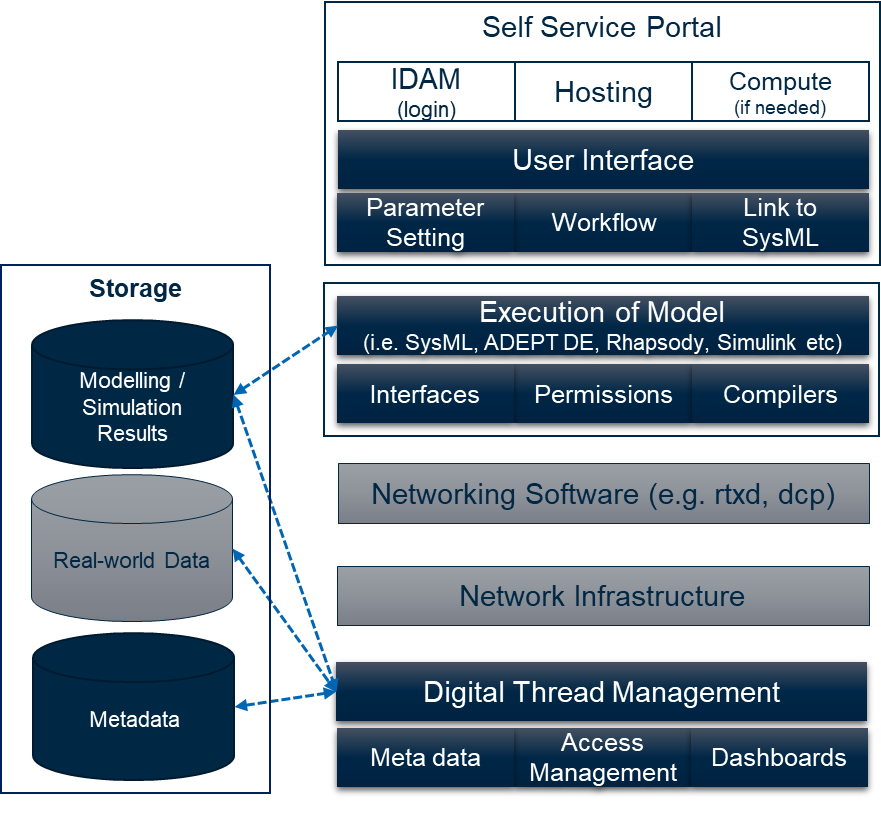 Self Service Portal
IDAM
(login)
Hosting
Compute
(if needed)
User Interface
Parameter
Setting
Workflow
Link to
SysML
Storage
Modelling /
Simulation
Results
Real-world Data
Metadata
Execution of Model
(i.e. SysML, ADEPT DE, Rhapsody, Simulink etc)
Interfaces
Permissions
Compilers
Networking Software (e.g. rtxd, dcp)
Network Infrastructure
Digital Thread Management
Meta data
Access
Management
Dashboards